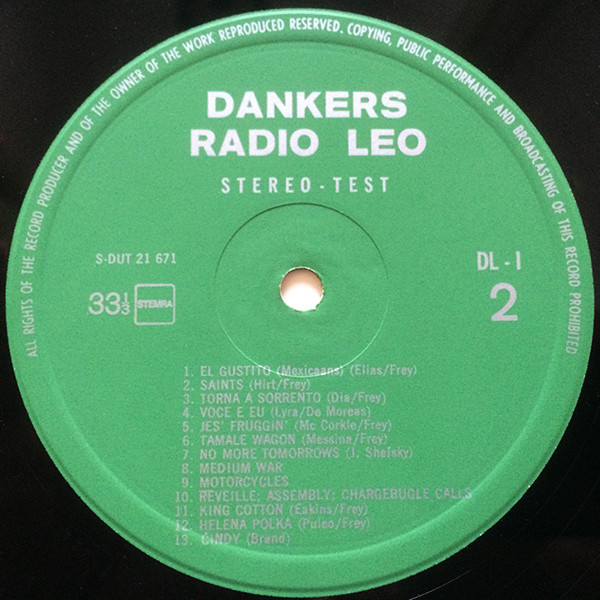 ALL RIGHTS OF THE RECORD PRODUCER AND OF THE OWNER OF THE WORK REPRODUCED RESERVED. COPYING, PUBLIC PERFORMANCE AND BROADCASTING OF THIS RECORD PROHIBITED
DANKERS
RADIO LEO
STEREO-TEST
S-DUT 21 671
DL-1
33⅓ STEMRA
2
1. EL GUSTITO (Mexicaans) (Elias/Frey)
2. SAINTS (Hirt/Frey)
3. TORNA A SORRENTO (Dia/Frey)
4. VOCE E EU (Lyra/De Moreas)
5. JES' FRUGGIN' (Mc Corkle/Frey)
6. TAMALE WAGON (Messina/Frey)
7. NO MORE TOMORROWS (I. Shefsky)
8. MEDIUM WAR
9. MOTORCYCLES
10. REVEILLE; ASSEMBLY; CHARGEBUGLE CALLS
11. KING COTTON (Eakins/Frey)
12. HELENA POLKA (Puleo/Frey)
13. CINDY (Brand)